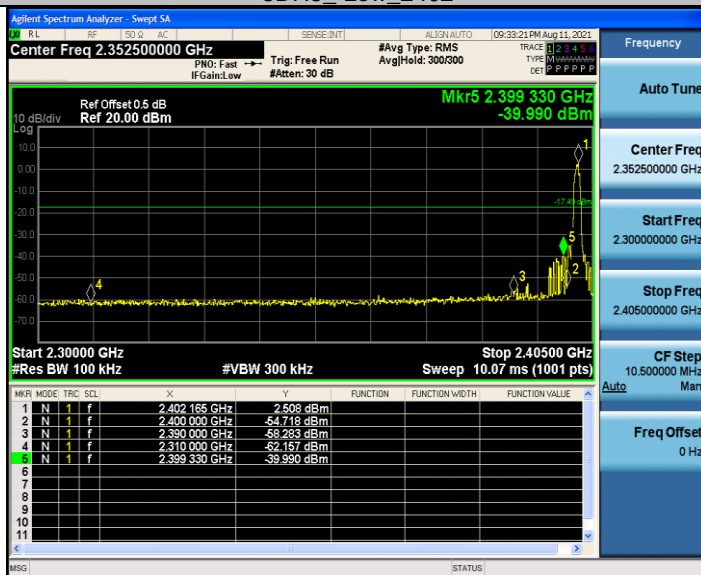 Agilent Spectrum Analyzer - Swept SA
RL RF 50 Ω AC SENSE:INT ALIGN AUTO 09:33:21 PM Aug 11, 2021
Center Freq 2.352500000 GHz
PNO: Fast
IFGain:Low
Trig: Free Run
#Atten: 30 dB
#Avg Type: RMS
Avg|Hold: 300/300
TRACE 1 2 3 4 5 6
TYPE M
DET P P P P P P
Frequency
Auto Tune
Center Freq
2.352500000 GHz
Start Freq
2.300000000 GHz
Stop Freq
2.405000000 GHz
CF Step
10.500000 MHz
Auto Man
Freq Offset
0 Hz
Mkr5 2.399 330 GHz
-39.990 dBm
Ref Offset 0.5 dB
10 dB/div Ref 20.00 dBm
Log
10.0
0.00
-10.0
-20.0
-30.0
-40.0
-50.0
-60.0
-70.0
1
-17.49 dBm
5
2
3
4
Start 2.30000 GHz Stop 2.40500 GHz
#Res BW 100 kHz #VBW 300 kHz Sweep 10.07 ms (1001 pts)
MKR MODE TRC SCL X Y FUNCTION FUNCTION WIDTH FUNCTION VALUE
1 N 1 f 2.402 165 GHz 2.508 dBm
2 N 1 f 2.400 000 GHz -54.718 dBm
3 N 1 f 2.390 000 GHz -58.283 dBm
4 N 1 f 2.310 000 GHz -62.157 dBm
5 N 1 f 2.399 330 GHz -39.990 dBm
6
7
8
9
10
11
MSG STATUS